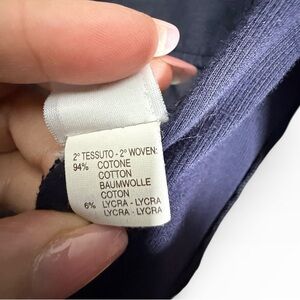 2° TESSUTO - 2° WOVEN:
94% COTONE
COTTON
BAUMWOLLE
COTON
6% LYCRA - LYCRA
LYCRA - LYCRA